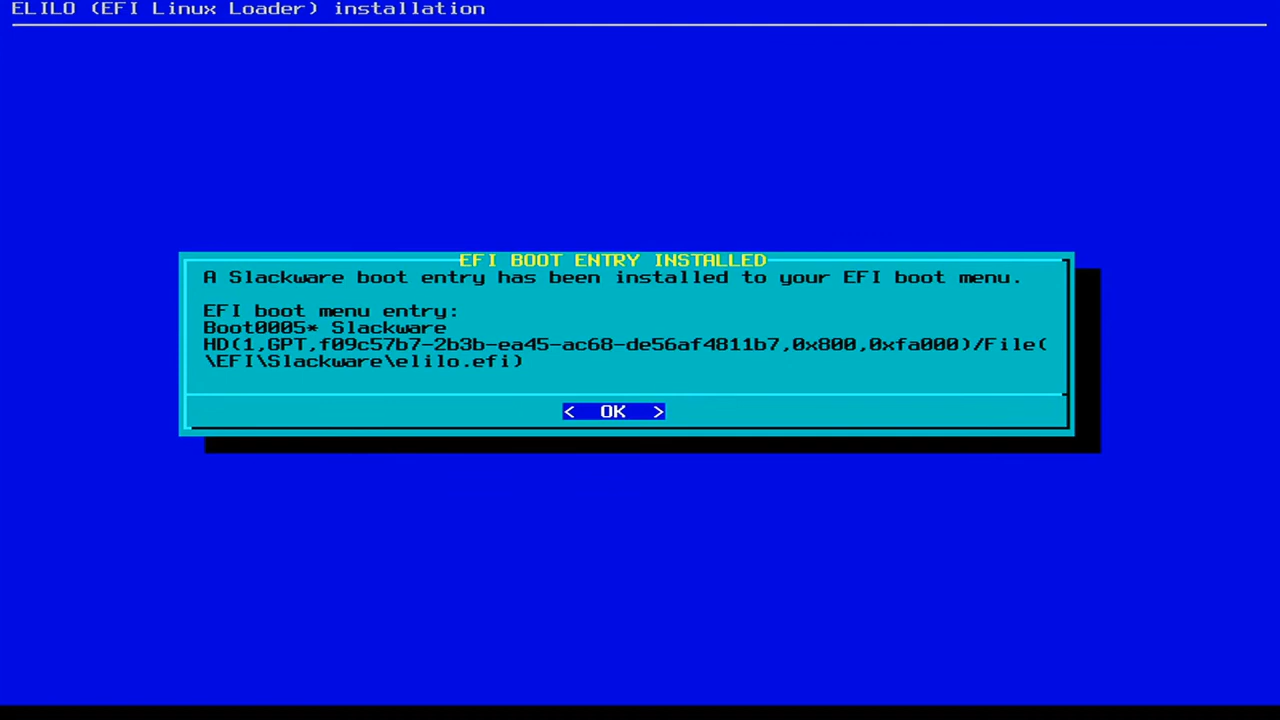 ELILO (EFI Linux Loader) installation
EFI BOOT ENTRY INSTALLED
A Slackware boot entry has been installed to your EFI boot menu.
EFI boot menu entry:
Boot0005* Slackware
HD(1,GPT,f09c57b7-2b3b-ea45-ac68-de56af4811b7,0x800,0xfa000)/File(
\EFI\Slackware\elilo.efi)
< OK >